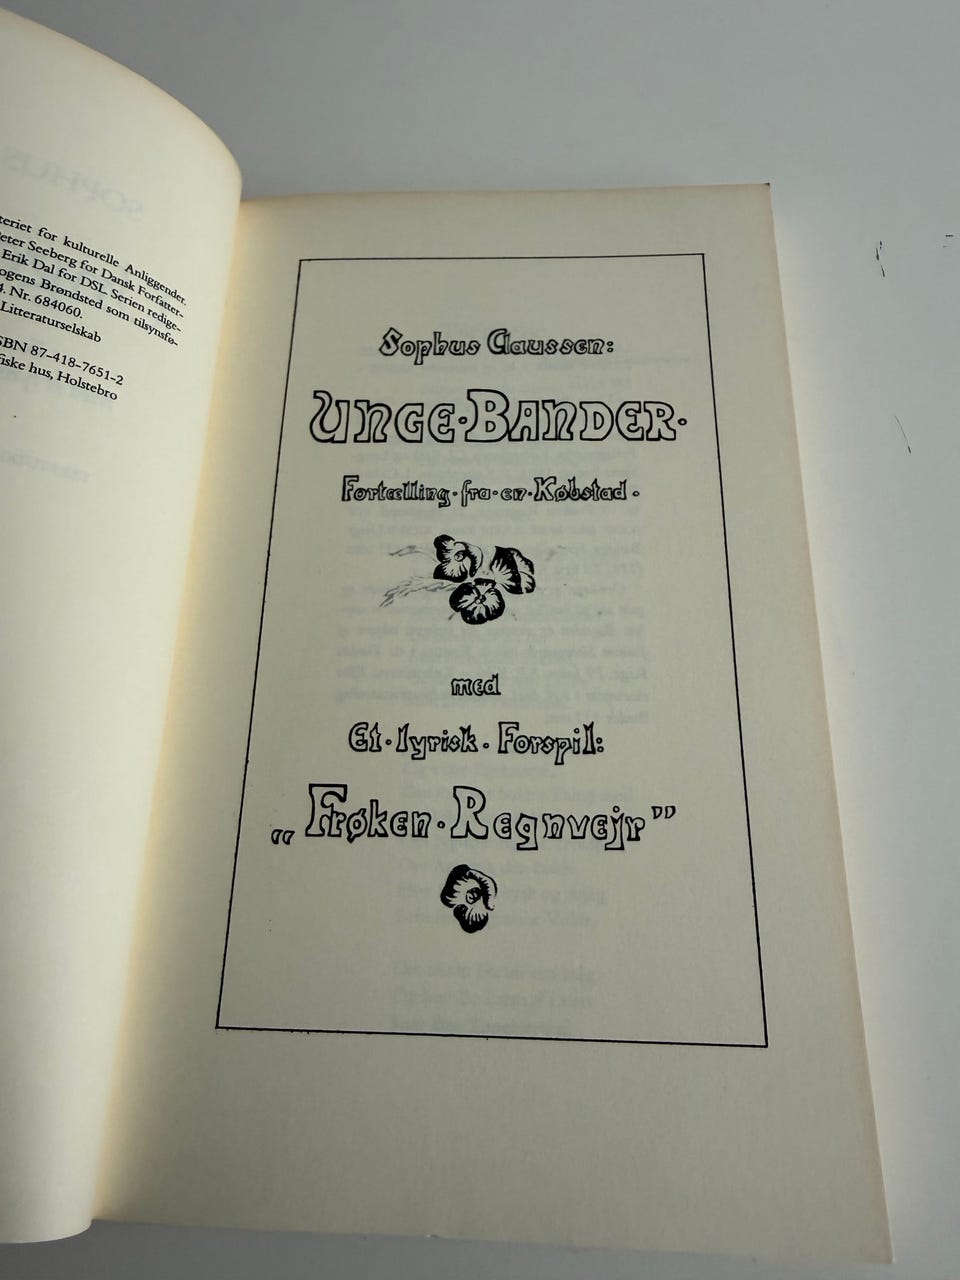 teriet for kulturelle Anliggender.
Peter Seeberg for Dansk Forfatter-
Erik Dal for DSL. Serien redige-
ogens Brøndsted som tilsynsfø-
4. Nr. 684060.
Litteraturselskab
SBN 87-418-7651-2
fiske hus, Holstebro
Sophus Claussen:
UNGE·BANDER·
Fortælling·fra·en·Købstad.
med
Et·lyrisk·Forspil:
„Frøken·Regnvejr”